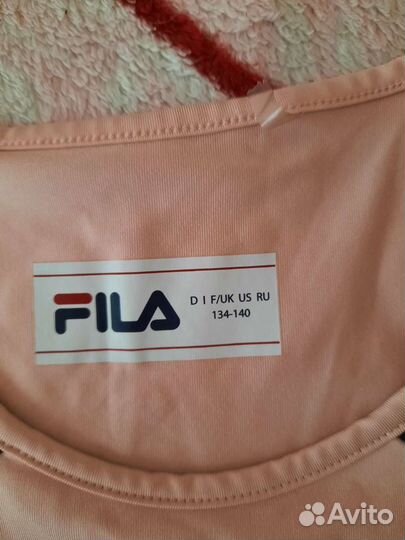 FILA
D I F/UK US RU
134-140
Avito